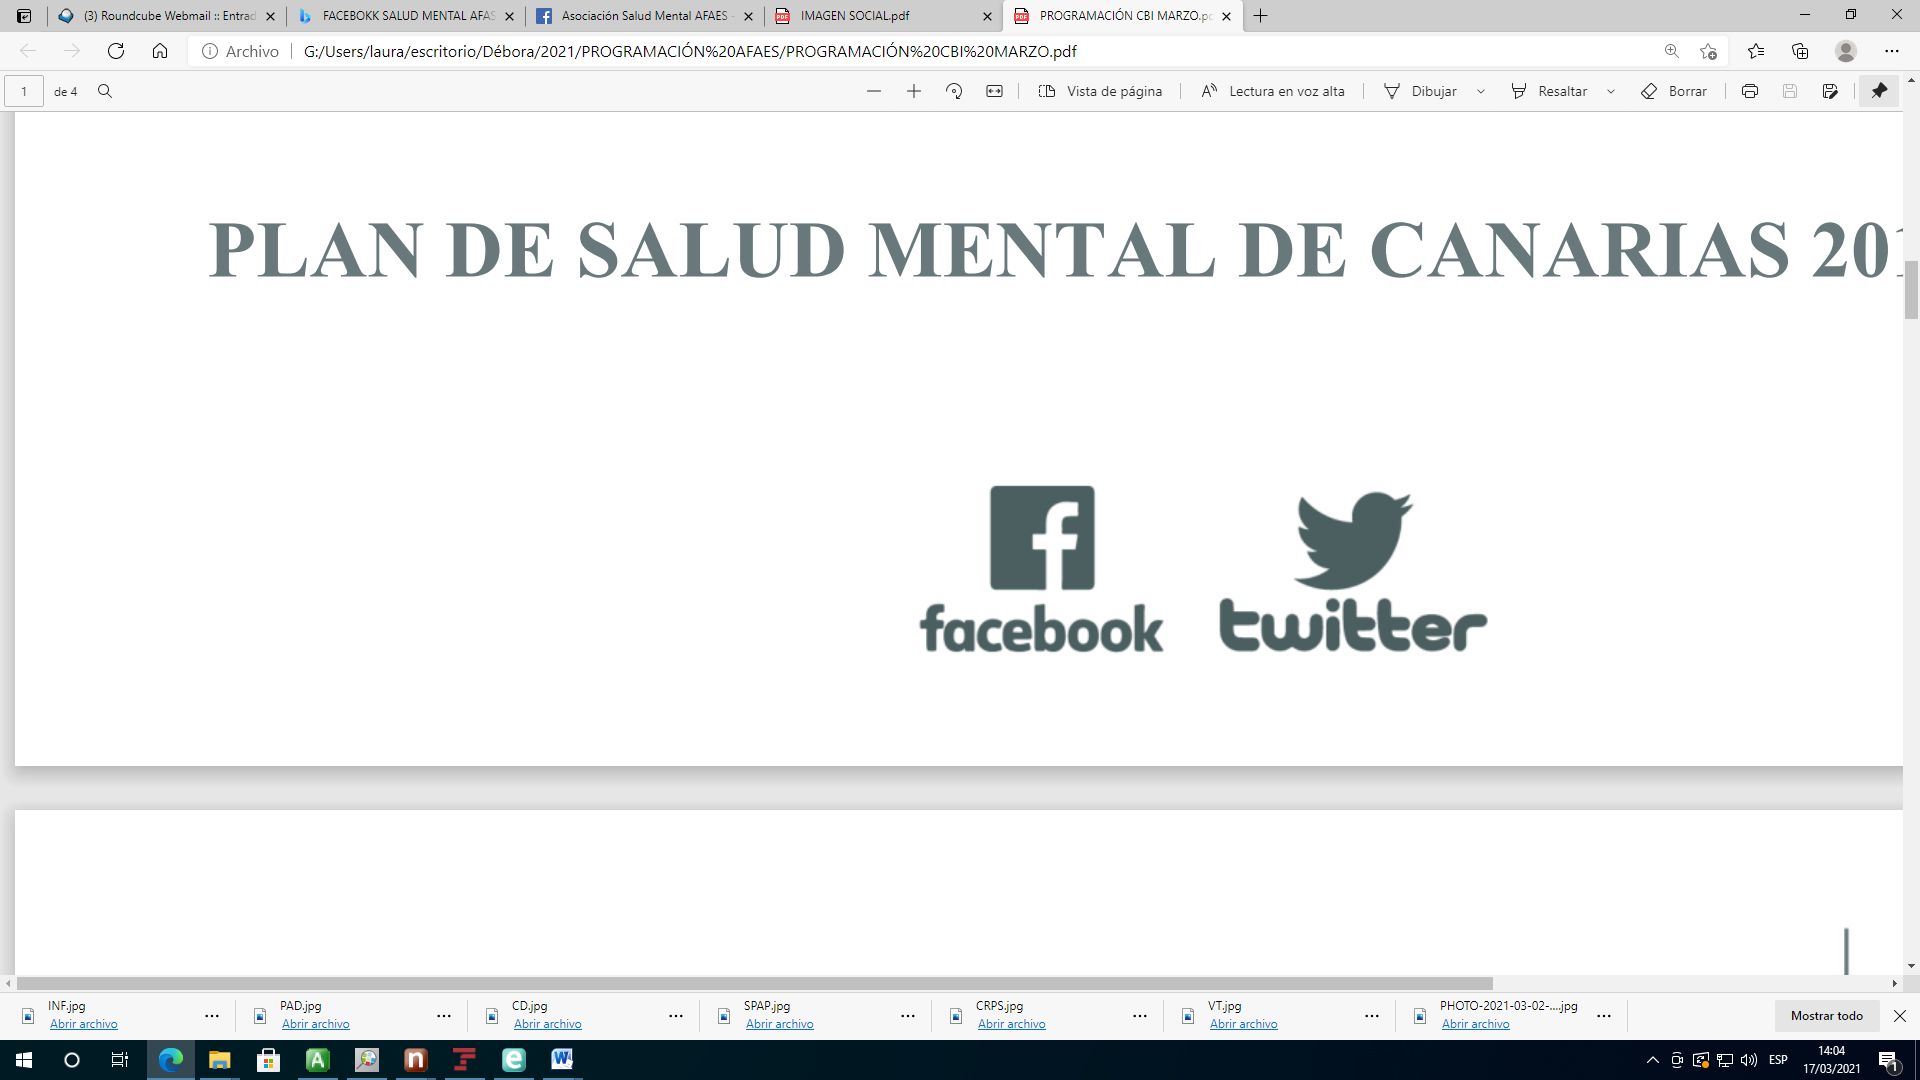 (3) Roundcube Webmail :: Entrad
FACEBOKK SALUD MENTAL AFAS
Asociación Salud Mental AFAES -
IMAGEN SOCIAL.pdf
PROGRAMACIÓN CBI MARZO.pd
Archivo
G:/Users/laura/escritorio/Débora/2021/PROGRAMACIÓN%20AFAES/PROGRAMACIÓN%20CBI%20MARZO.pdf
1 de 4
Vista de página
Lectura en voz alta
Dibujar
Resaltar
Borrar
PLAN DE SALUD MENTAL DE CANARIAS 201
facebook
twitter
INF.jpg
Abrir archivo
PAD.jpg
Abrir archivo
CD.jpg
Abrir archivo
SPAP.jpg
Abrir archivo
CRPS.jpg
Abrir archivo
VT.jpg
Abrir archivo
PHOTO-2021-03-02-....jpg
Abrir archivo
Mostrar todo
ESP
14:04
17/03/2021
1